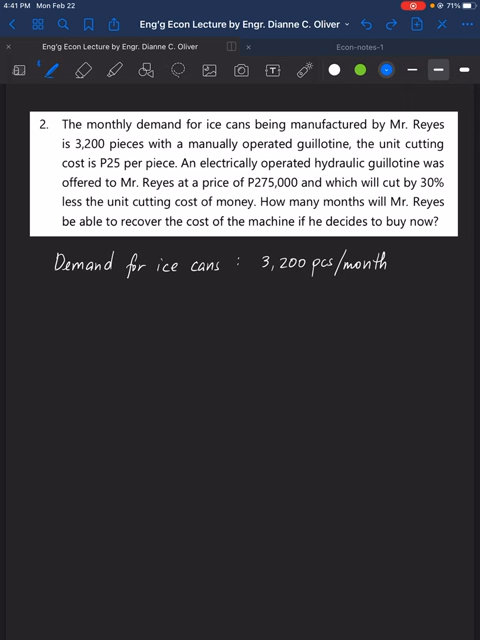 4:41 PM Mon Feb 22
71%
Eng'g Econ Lecture by Engr. Dianne C. Oliver
Eng'g Econ Lecture by Engr. Dianne C. Oliver
Econ-notes-1
2. The monthly demand for ice cans being manufactured by Mr. Reyes
is 3,200 pieces with a manually operated guillotine, the unit cutting
cost is P25 per piece. An electrically operated hydraulic guillotine was
offered to Mr. Reyes at a price of P275,000 and which will cut by 30%
less the unit cutting cost of money. How many months will Mr. Reyes
be able to recover the cost of the machine if he decides to buy now?
Demand for ice cans : 3,200 pcs/month